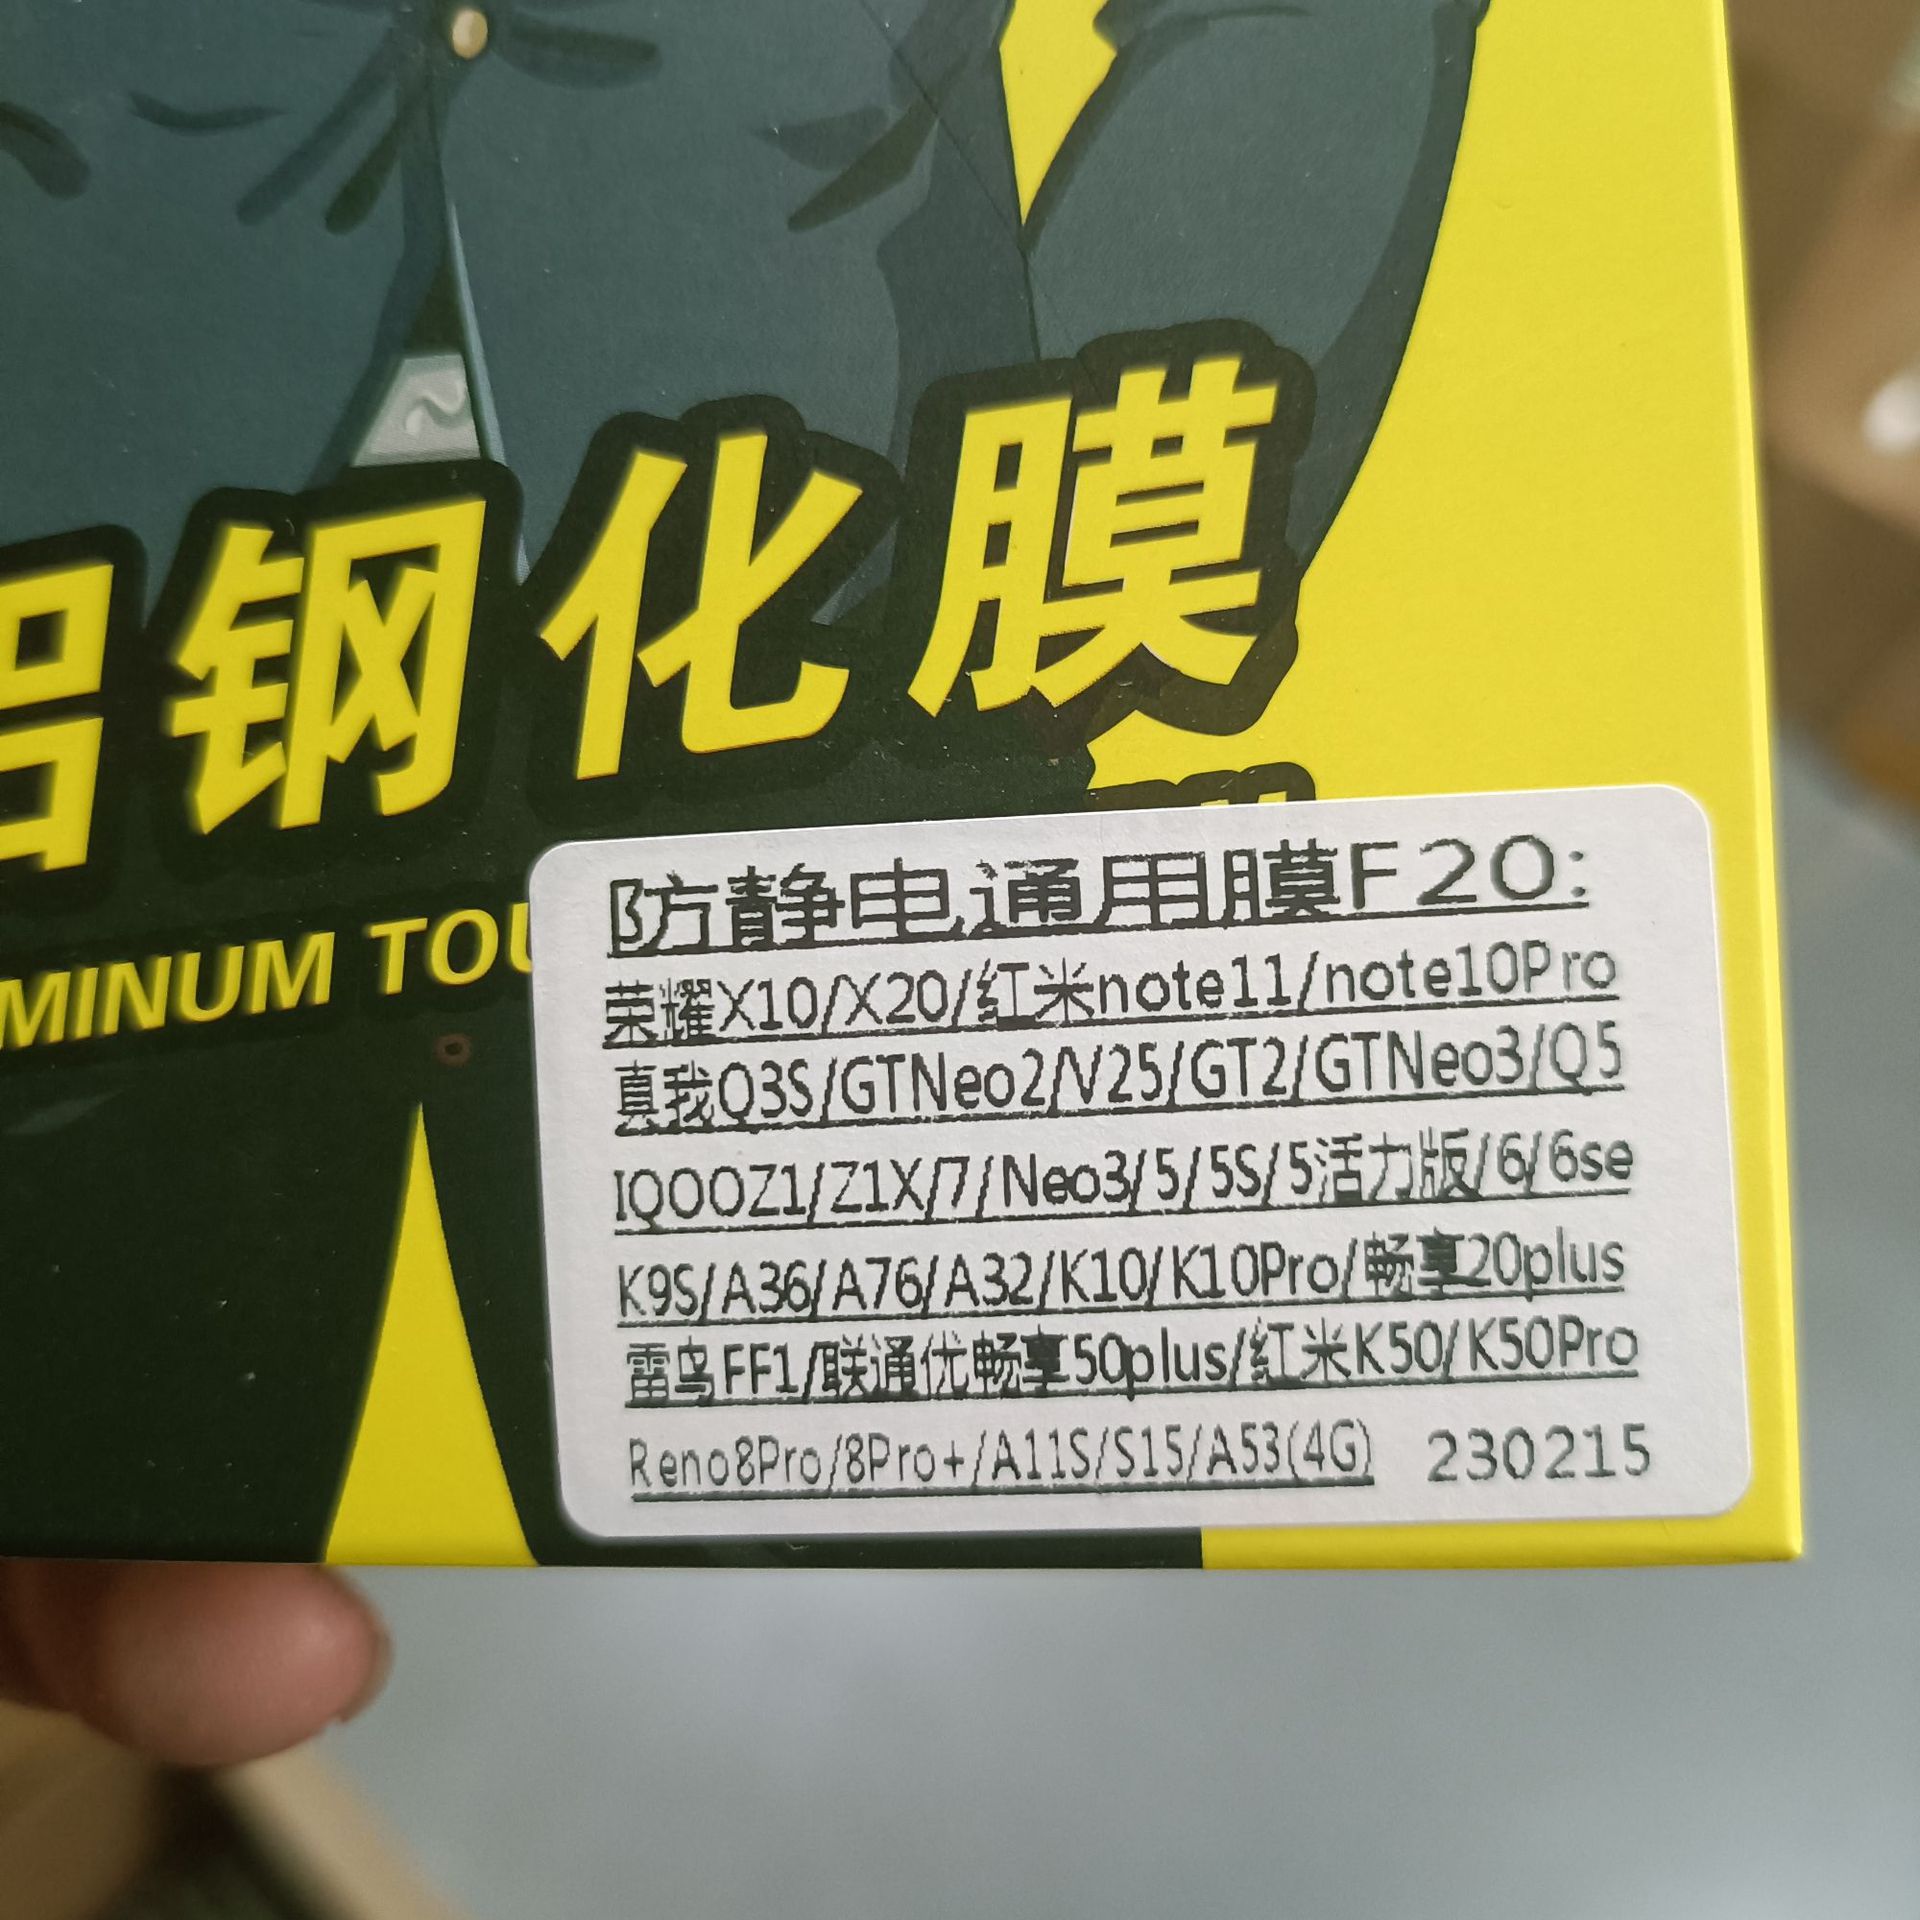 铝钢化膜
MINUM TOU
防静电通用膜F20:
荣耀X10/X20/红米note11/note10Pro
真我Q3S/GTNeo2/V25/GT2/GTNeo3/Q5
IQOOZ1/Z1X/7/Neo3/5/5S/5活力版/6/6se
K9S/A36/A76/A32/K10/K10Pro/畅享20plus
雷鸟FF1/联通优畅享50plus/红米K50/K50Pro
Reno8Pro/8Pro+/A11S/S15/A53(4G) 230215